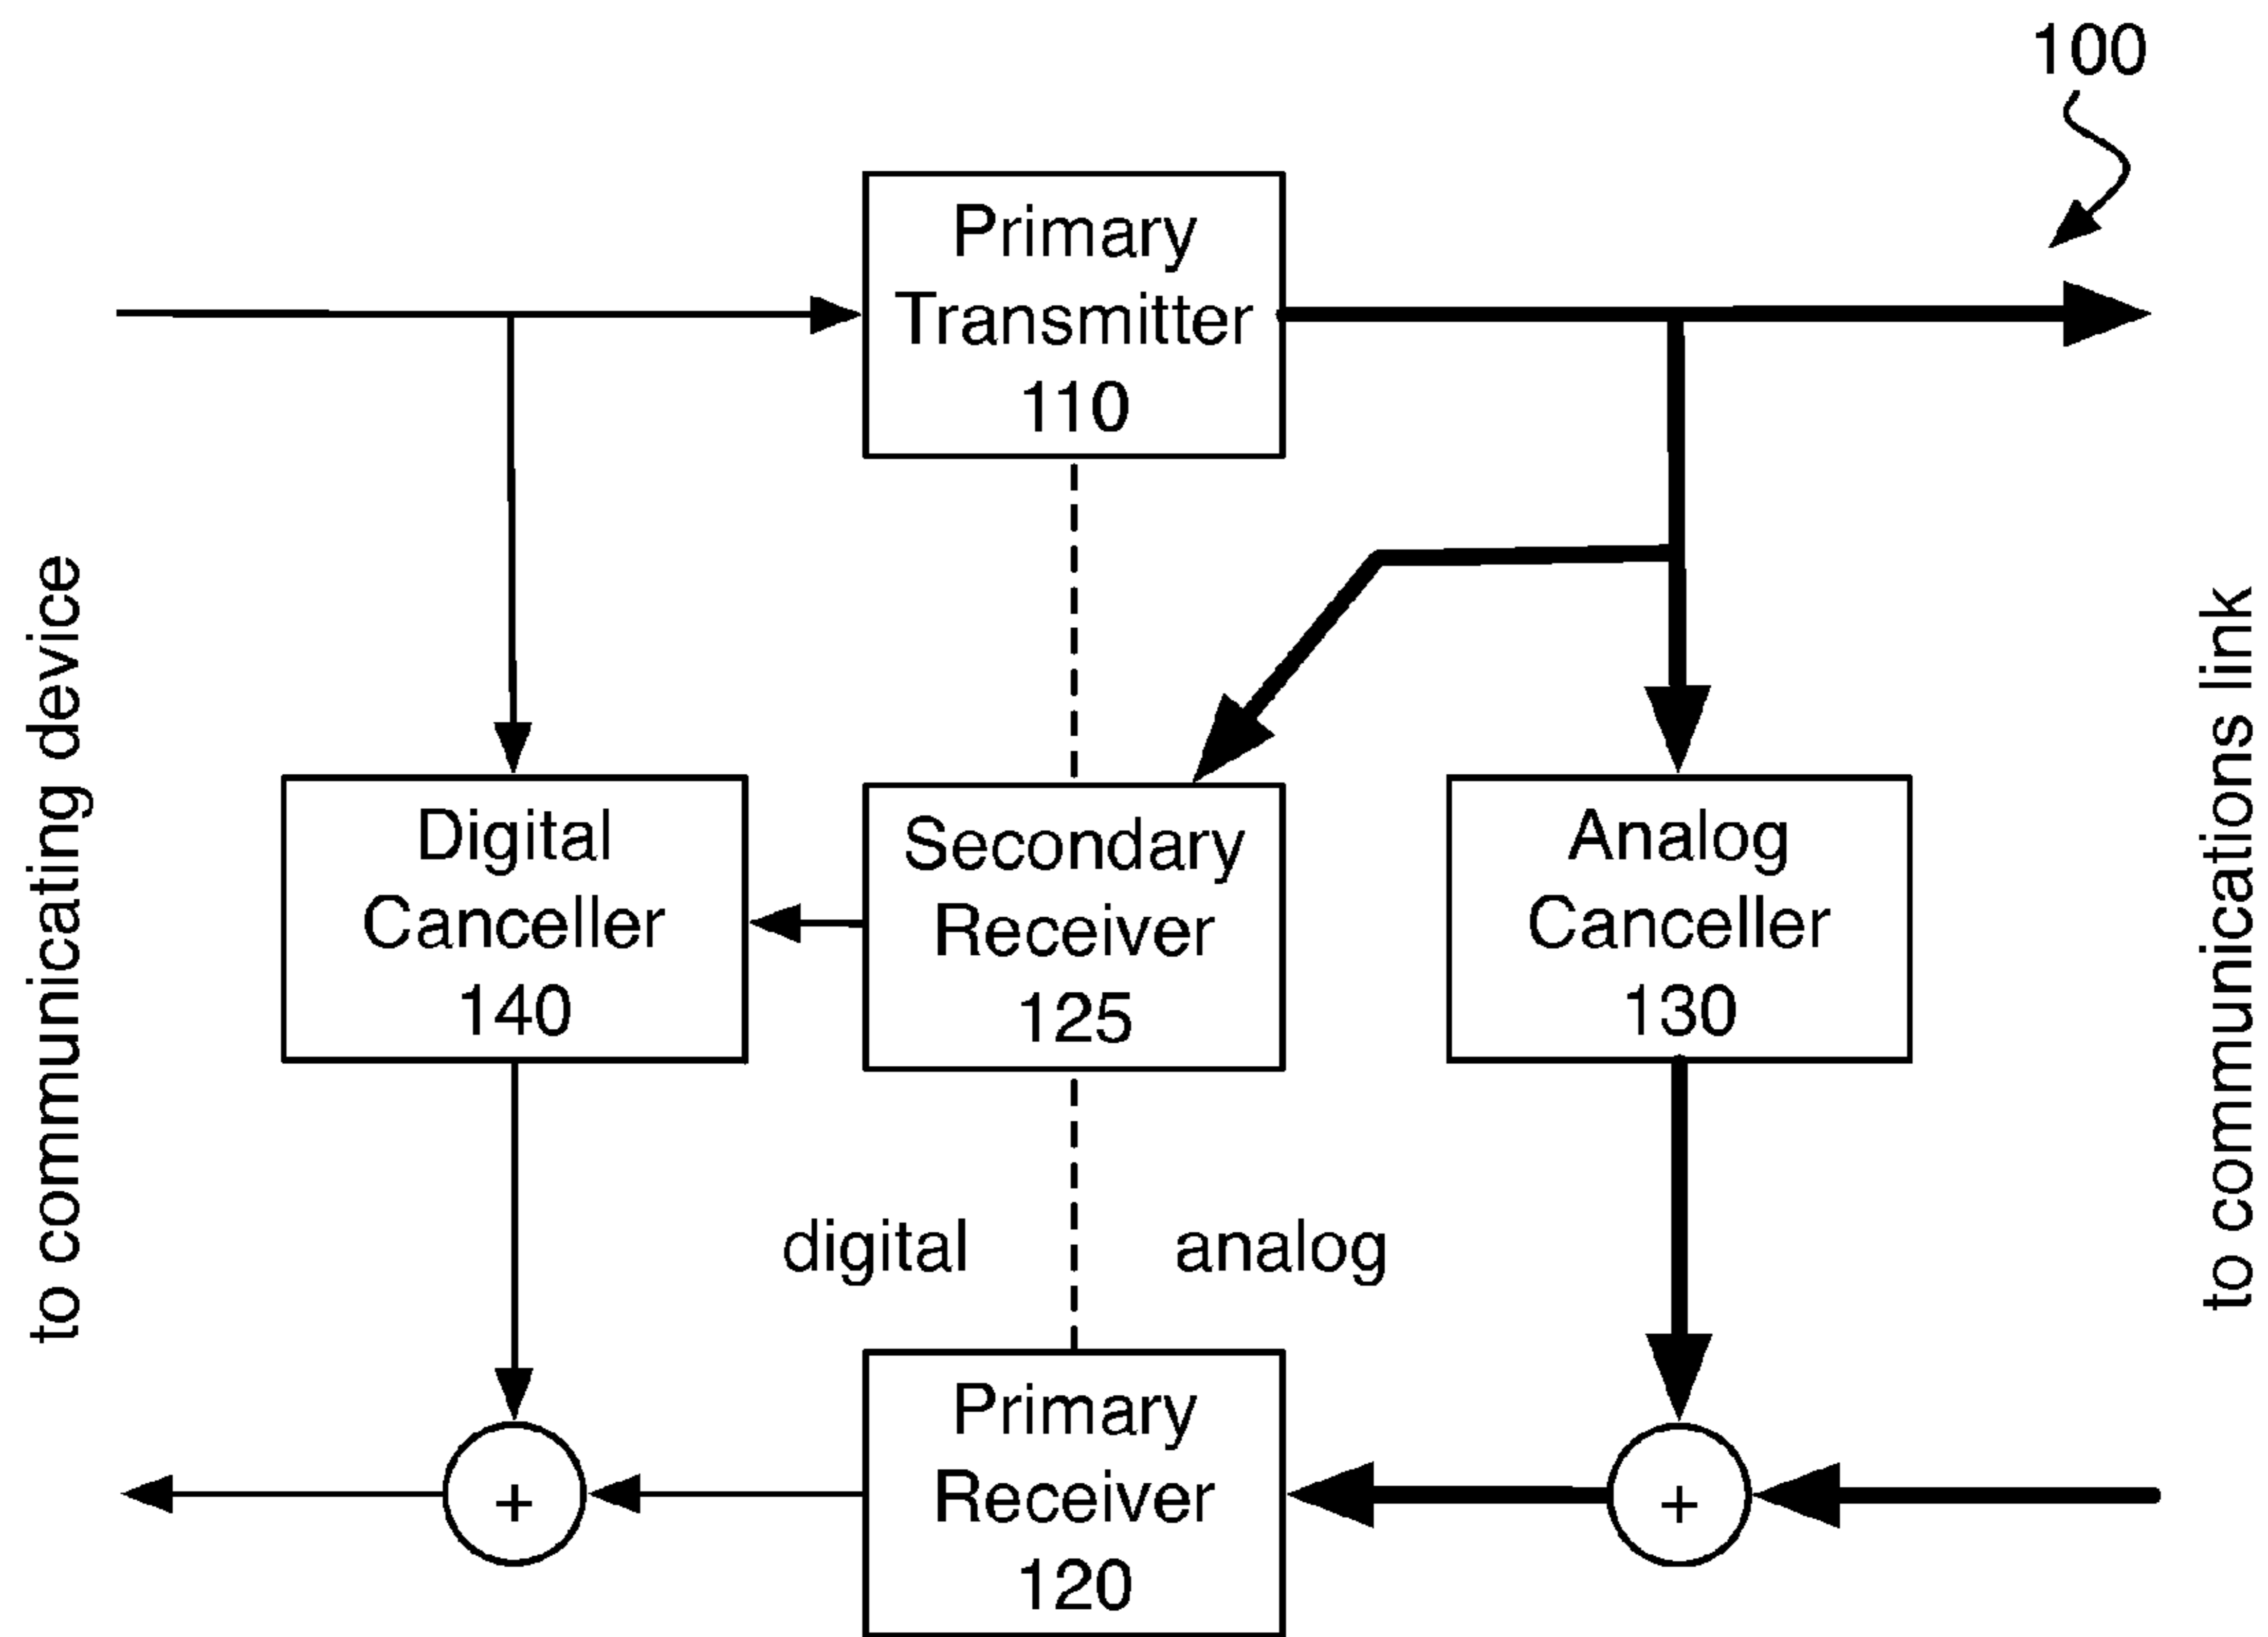 100
Primary
Transmitter
110
to communicating device
Digital
Canceller
140
Secondary
Receiver
125
Analog
Canceller
130
to communications link
digital
analog
Primary
Receiver
120
+
+